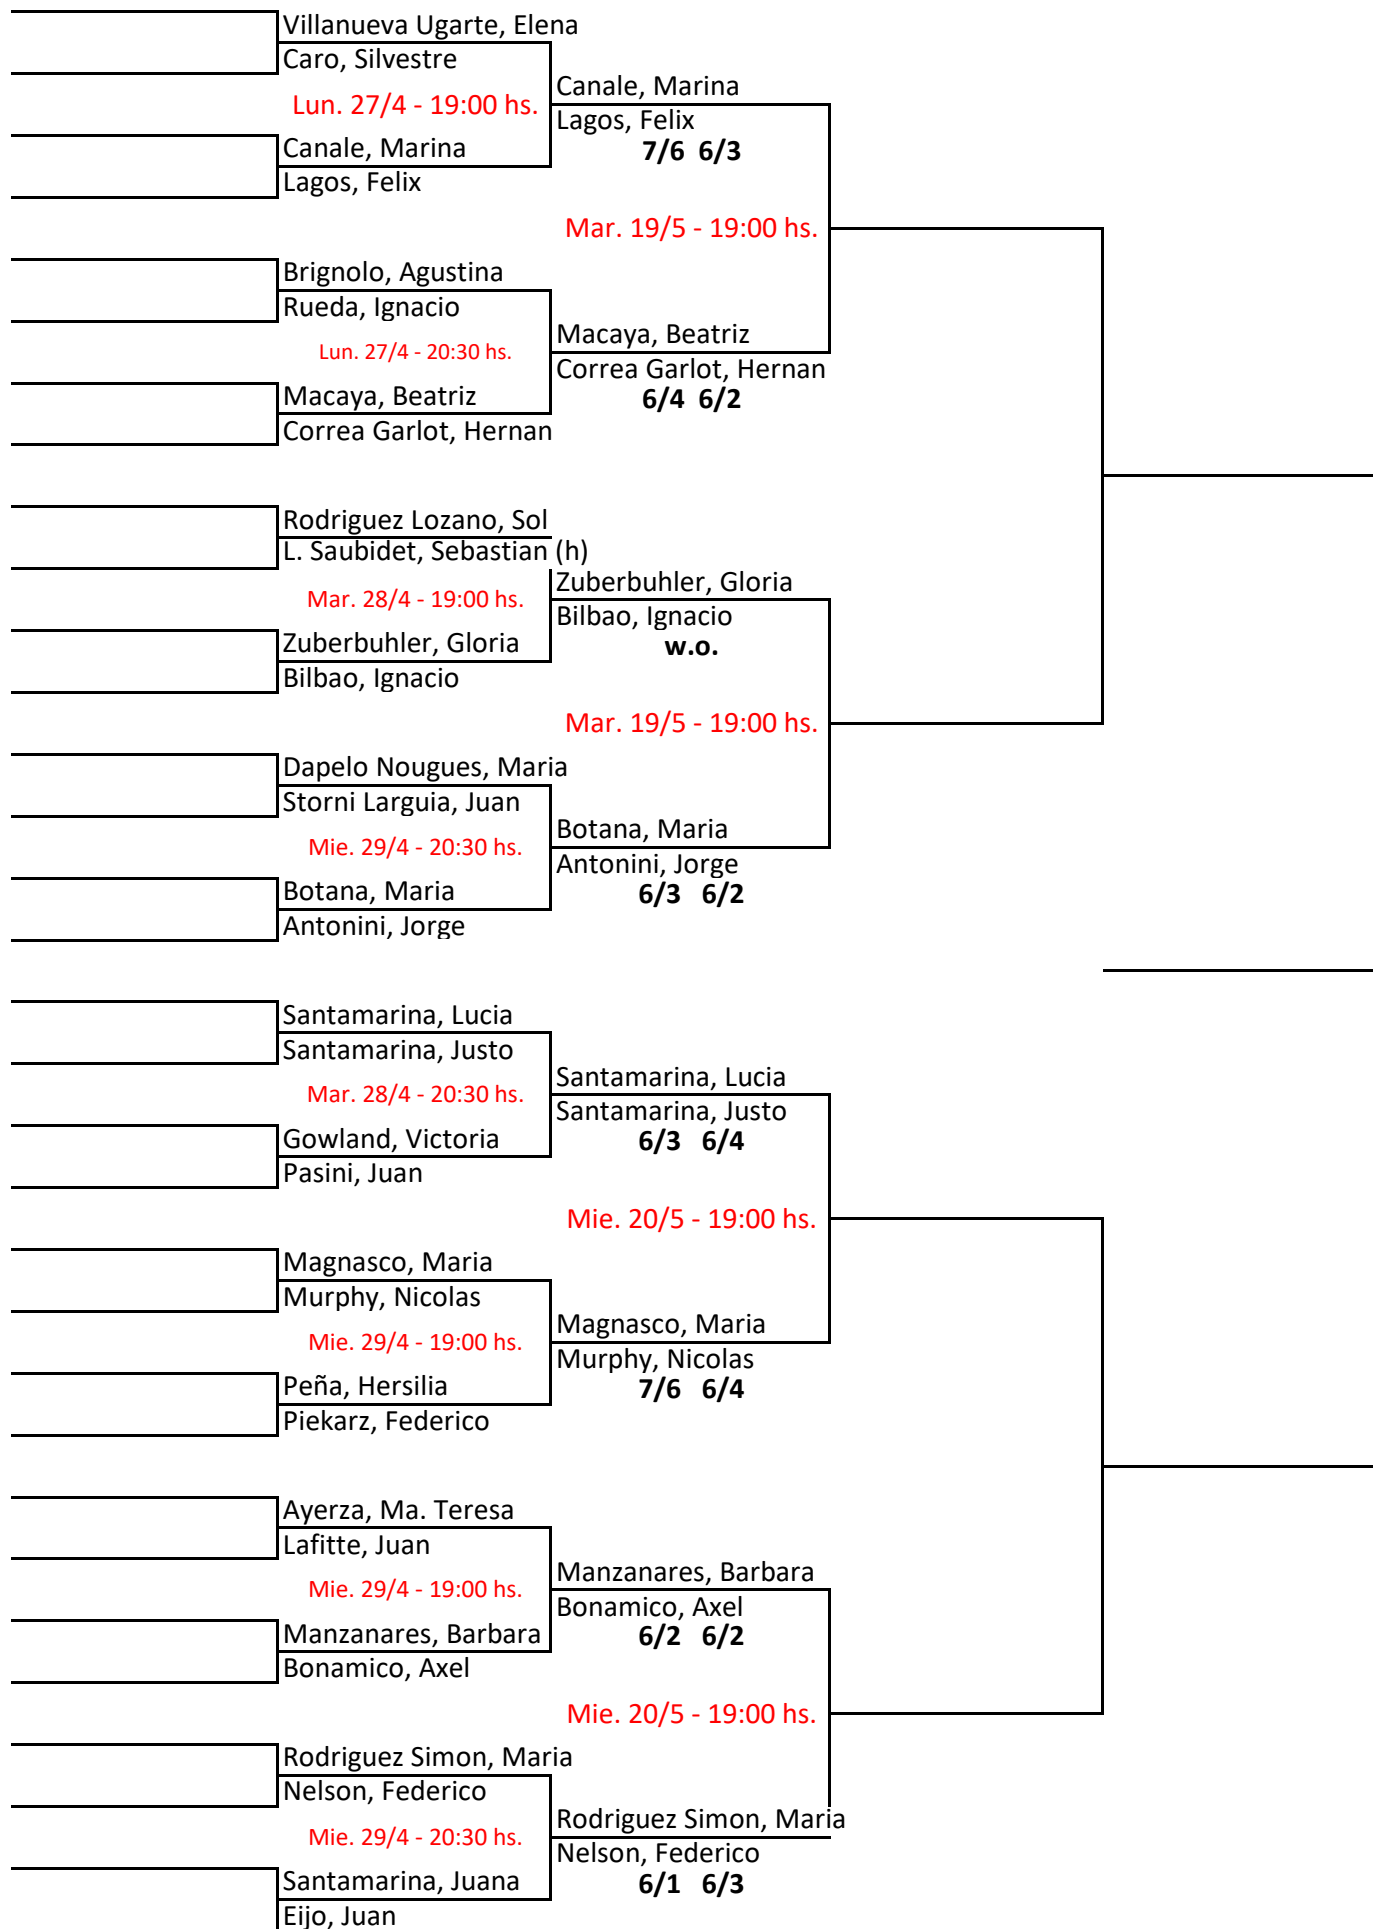 Villanueva Ugarte, Elena
Caro, Silvestre
Canale, Marina
Lun. 27/4 - 19:00 hs.
Lagos, Felix
7/6 6/3
Canale, Marina
Lagos, Felix
Mar. 19/5 - 19:00 hs.
Brignolo, Agustina
Rueda, Ignacio
Macaya, Beatriz
Lun. 27/4 - 20:30 hs.
Correa Garlot, Hernan
Macaya, Beatriz
6/4 6/2
Correa Garlot, Hernan
Rodriguez Lozano, Sol
L. Saubidet, Sebastian (h)
Zuberbuhler, Gloria
Mar. 28/4 - 19:00 hs.
Bilbao, Ignacio
Zuberbuhler, Gloria
w.o.
Bilbao, Ignacio
Mar. 19/5 - 19:00 hs.
Dapelo Nougues, Maria
Storni Larguia, Juan
Botana, Maria
Mie. 29/4 - 20:30 hs.
Antonini, Jorge
Botana, Maria
6/3 6/2
Antonini, Jorge
Santamarina, Lucia
Santamarina, Justo
Santamarina, Lucia
Mar. 28/4 - 20:30 hs.
Santamarina, Justo
Gowland, Victoria
6/3 6/4
Pasini, Juan
Mie. 20/5 - 19:00 hs.
Magnasco, Maria
Murphy, Nicolas
Magnasco, Maria
Mie. 29/4 - 19:00 hs.
Murphy, Nicolas
Peña, Hersilia
7/6 6/4
Piekarz, Federico
Ayerza, Ma. Teresa
Lafitte, Juan
Manzanares, Barbara
Mie. 29/4 - 19:00 hs.
Bonamico, Axel
Manzanares, Barbara
6/2 6/2
Bonamico, Axel
Mie. 20/5 - 19:00 hs.
Rodriguez Simon, Maria
Nelson, Federico
Rodriguez Simon, Maria
Mie. 29/4 - 20:30 hs.
Nelson, Federico
Santamarina, Juana
6/1 6/3
Eijo, Juan